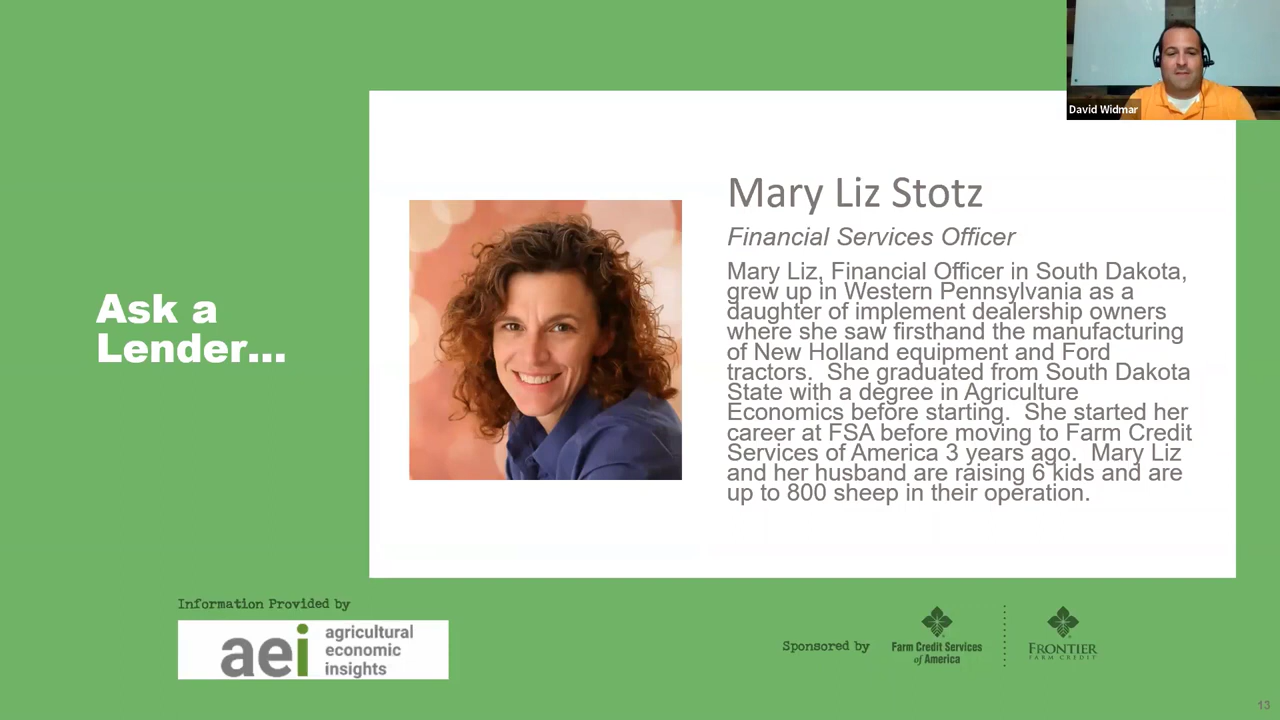 David Widmar
Ask a
Lender...
Mary Liz Stotz
Financial Services Officer
Mary Liz, Financial Officer in South Dakota,
grew up in Western Pennsylvania as a
daughter of implement dealership owners
where she saw firsthand the manufacturing
of New Holland equipment and Ford
tractors.  She graduated from South Dakota
State with a degree in Agriculture
Economics before starting.  She started her
career at FSA before moving to Farm Credit
Services of America 3 years ago.  Mary Liz
and her husband are raising 6 kids and are
up to 800 sheep in their operation.
Information Provided by
aei
agricultural
economic
insights
Sponsored by
Farm Credit Services
of America
FRONTIER
FARM CREDIT
13